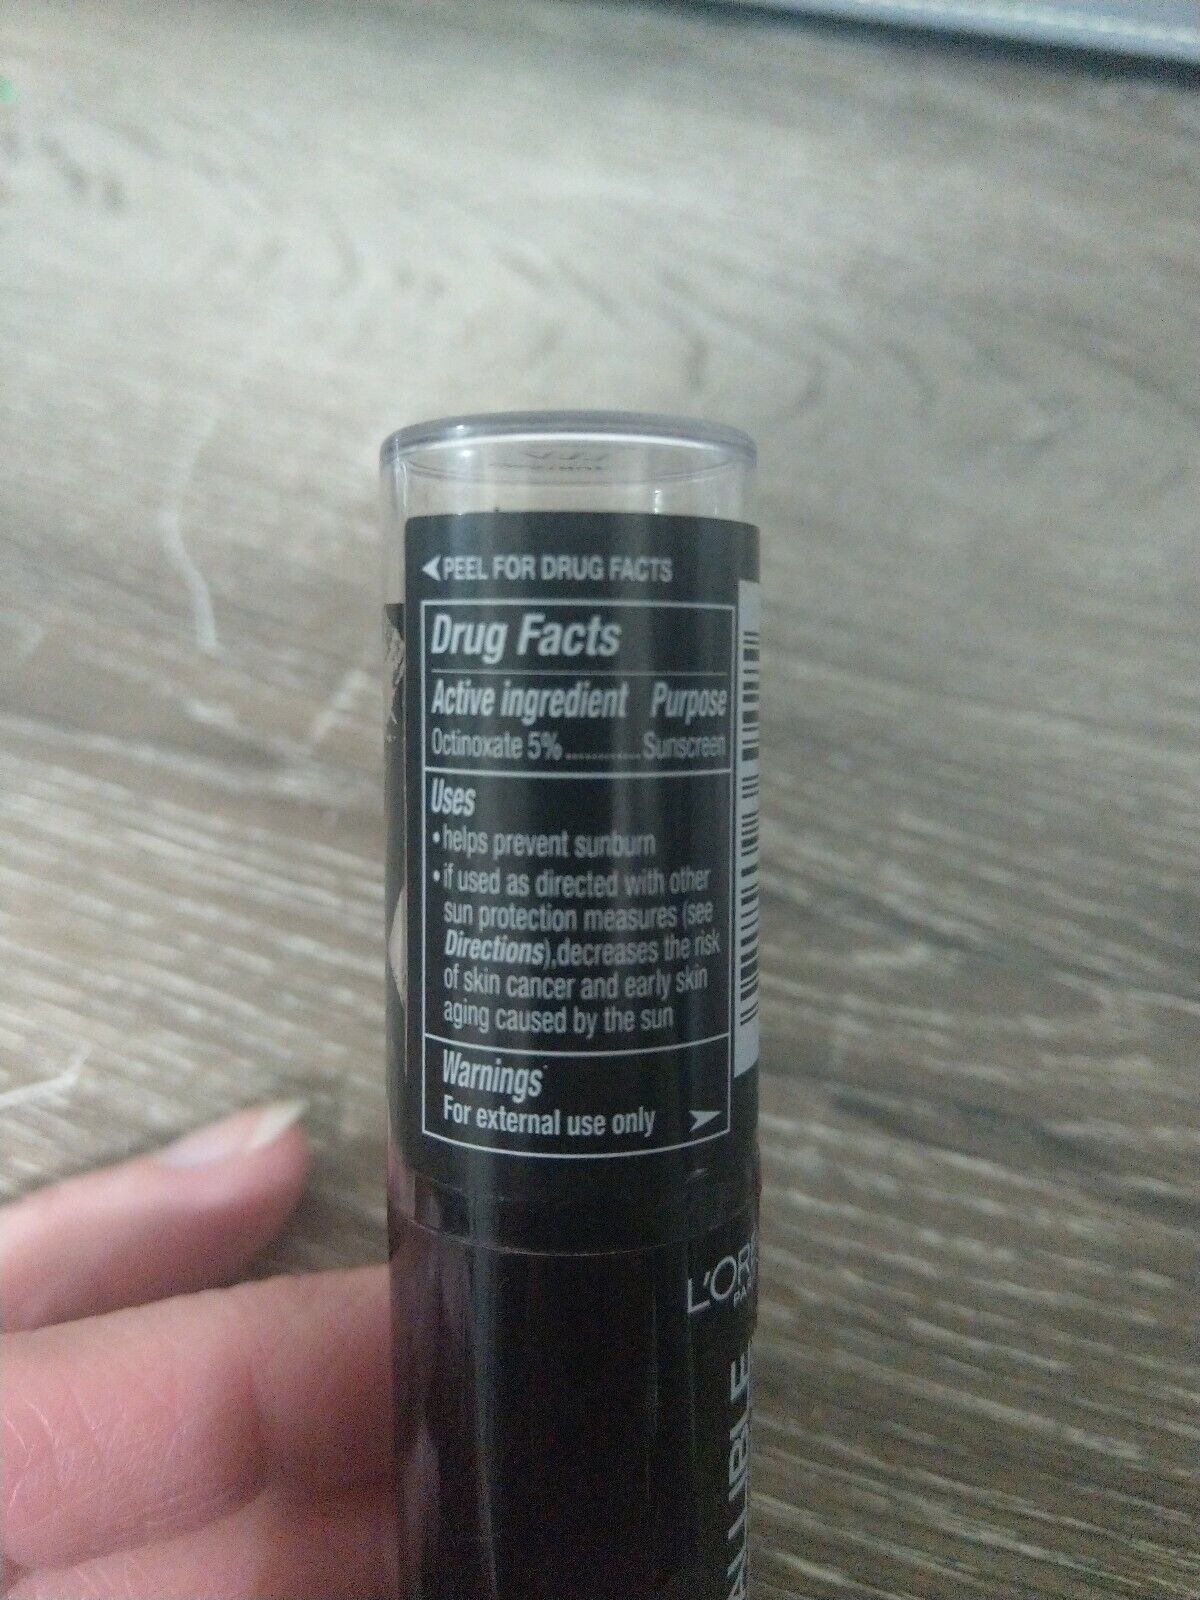 PEEL FOR DRUG FACTS
Drug Facts
Active ingredient Purpose
Octinoxate 5%............Sunscreen
Uses
• helps prevent sunburn
• if used as directed with other
sun protection measures (see
Directions),decreases the risk
of skin cancer and early skin
aging caused by the sun
Warnings
For external use only
L'OR
PA
ALLIBLE